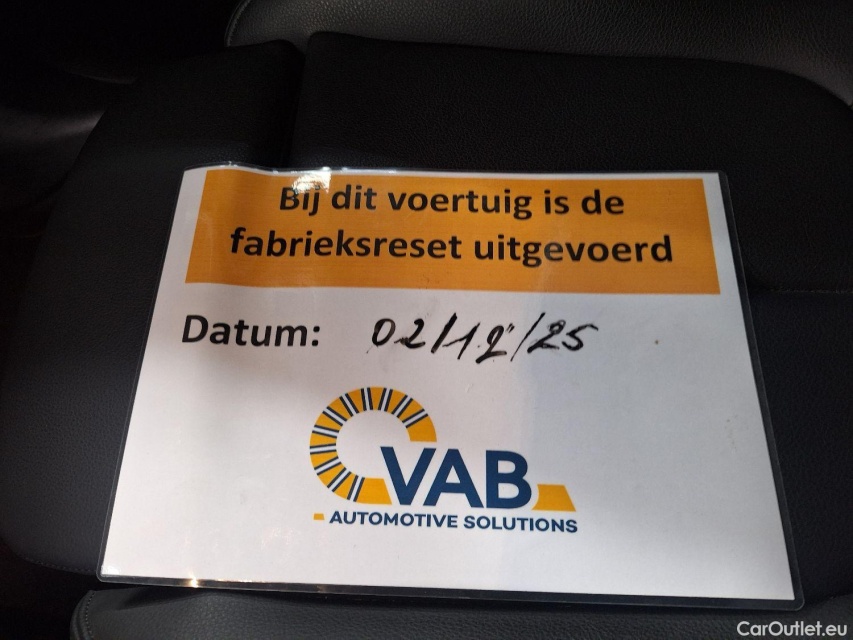 Bij dit voertuig is de
fabrieksreset uitgevoerd
Datum: 02/12/25
VAB
AUTOMOTIVE SOLUTIONS
CarOutlet.eu